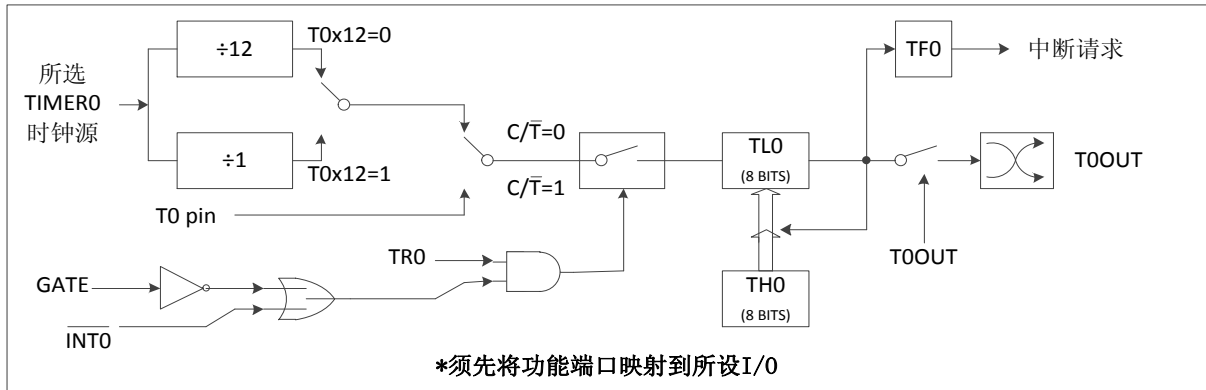 ÷12
T0x12=0
所选
TIMER0
时钟源
÷1
T0x12=1
T0 pin
C/T̅=0
C/T̅=1
TR0
GATE
I̅N̅T̅0̅
TL0
(8 BITS)
TH0
(8 BITS)
TF0
中断请求
T0OUT
T0OUT
*须先将功能端口映射到所设I/0